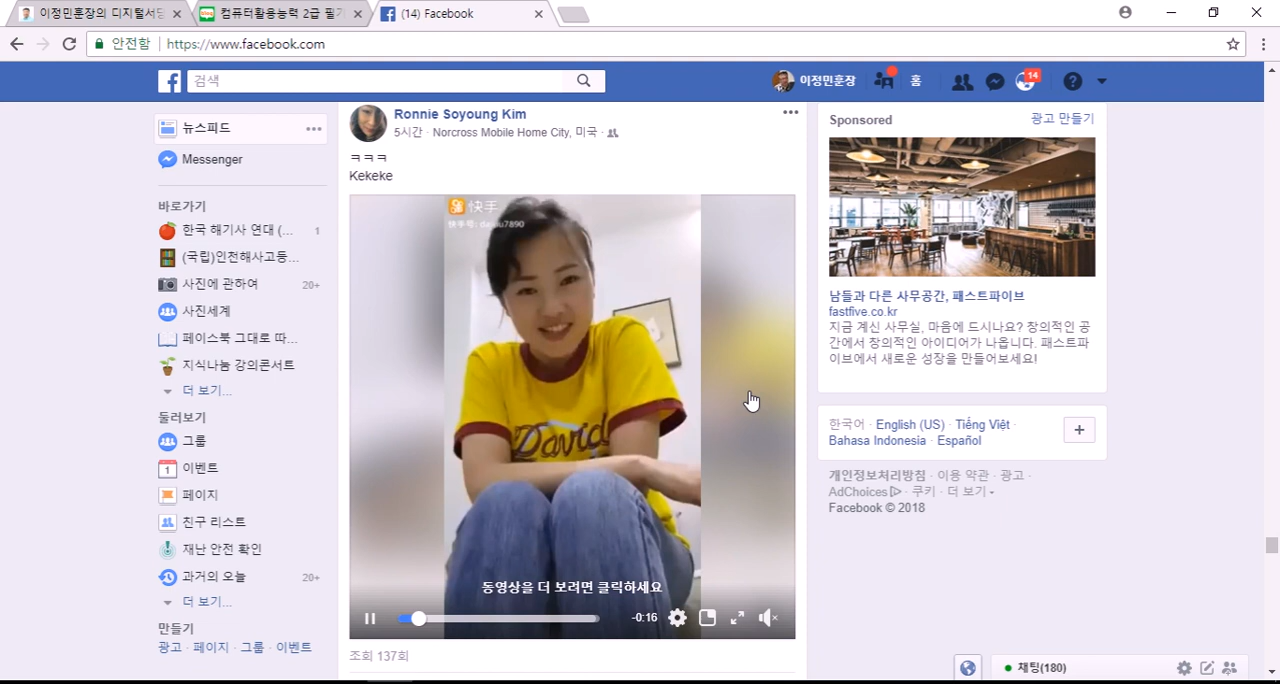 이정민훈장의 디지털서당
컴퓨터활용능력 2급 필기
(14) Facebook
안전함
https://www.facebook.com
검색
이정민훈장
홈
14
뉴스피드
Messenger
바로가기
한국 해기사 연대 (...
1
(국립)인천해사고등...
사진에 관하여
20+
사진세계
페이스북 그대로 따...
지식나눔 강의콘서트
더 보기...
둘러보기
그룹
이벤트
페이지
친구 리스트
재난 안전 확인
과거의 오늘
20+
더 보기...
만들기
광고 · 페이지 · 그룹 · 이벤트
Ronnie Soyoung Kim
5시간 · Norcross Mobile Home City, 미국 ·
ㅋㅋㅋ
Kekeke
快手
快手号:
David
동영상을 더 보려면 클릭하세요
-0:16
조회 137회
Sponsored
광고 만들기
남들과 다른 사무공간, 패스트파이브
fastfive.co.kr
지금 계신 사무실, 마음에 드시나요? 창의적인 공
간에서 창의적인 아이디어가 나옵니다. 패스트파
이브에서 새로운 성장을 만들어보세요!
한국어 · English (US) · Tiếng Việt ·
Bahasa Indonesia · Español
개인정보처리방침 · 이용 약관 · 광고 ·
AdChoices · 쿠키 · 더 보기
Facebook © 2018
채팅(180)